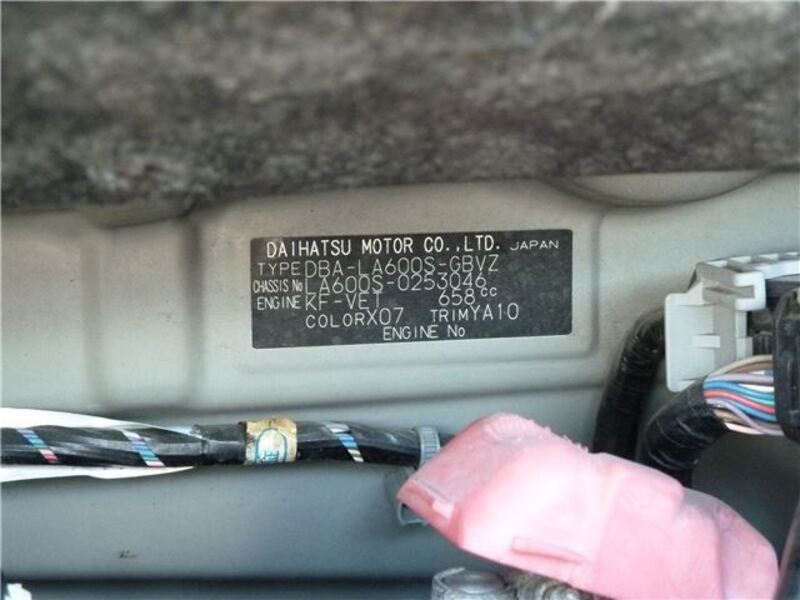 DAIHATSU MOTOR CO.,LTD. JAPAN
TYPE DBA-LA600S-GBVZ
CHASSIS No LA600S-0253046
ENGINE KF-VET 658cc
COLOR X07 TRIM YA10
ENGINE No